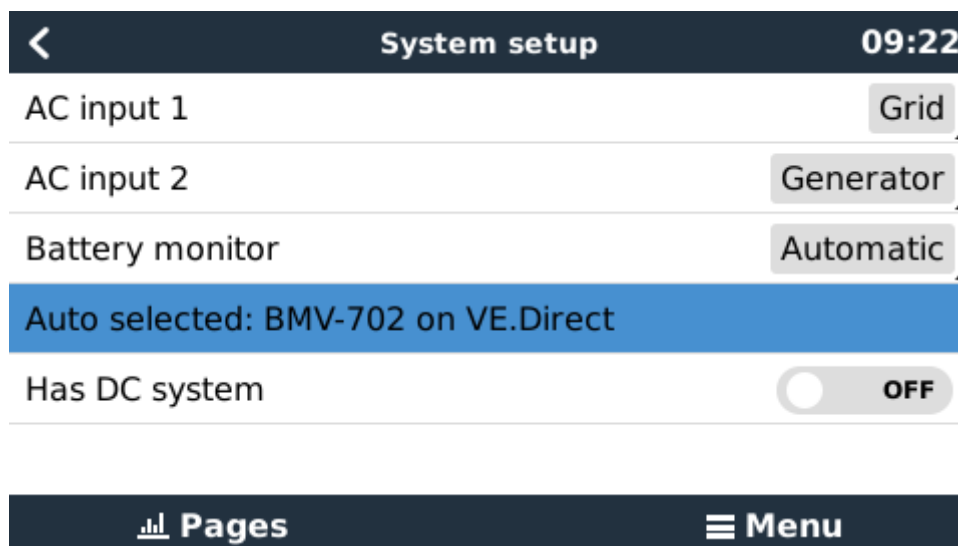 System setup 09:22
AC input 1 Grid
AC input 2 Generator
Battery monitor Automatic
Auto selected: BMV-702 on VE.Direct
Has DC system OFF
Pages Menu